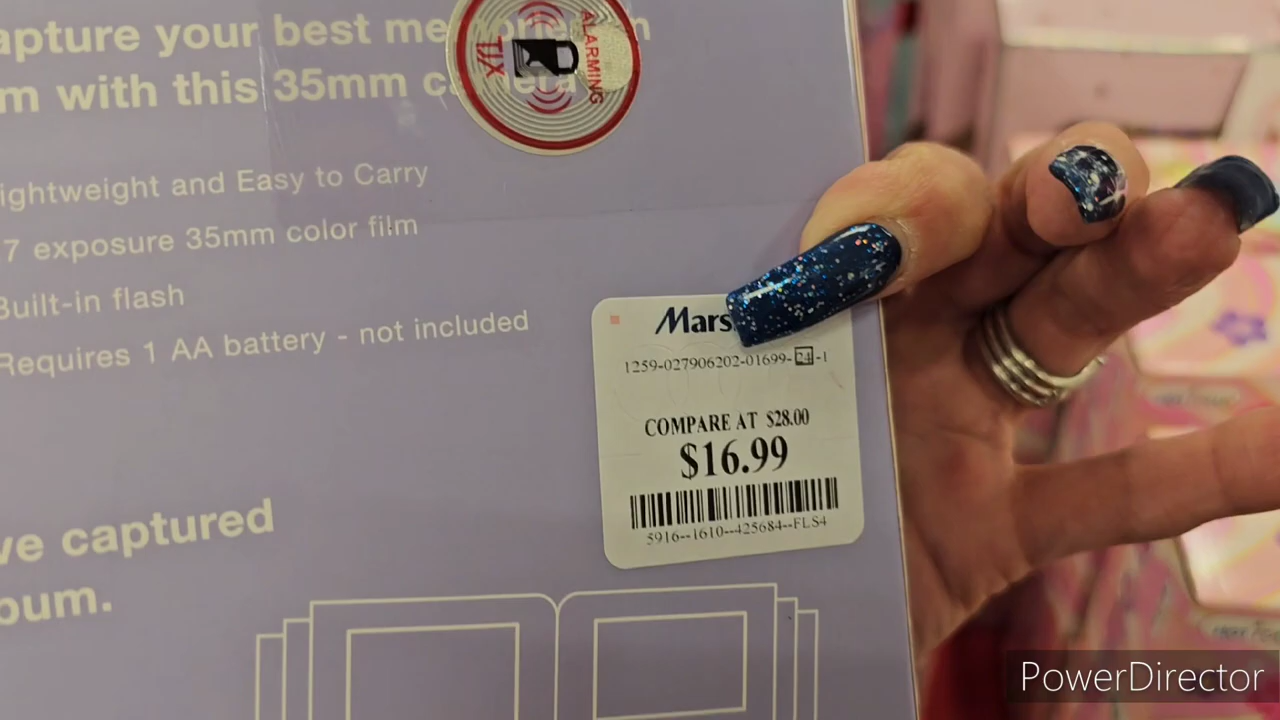 apture your best me
m with this 35mm
ALARMING
ightweight and Easy to Carry
7 exposure 35mm color film
Built-in flash
Requires 1 AA battery - not included
Mars
1259-027906202-01699-24-1
COMPARE AT $28.00
$16.99
5916--1610--425684--FLS4
ve captured
bum.
PowerDirector